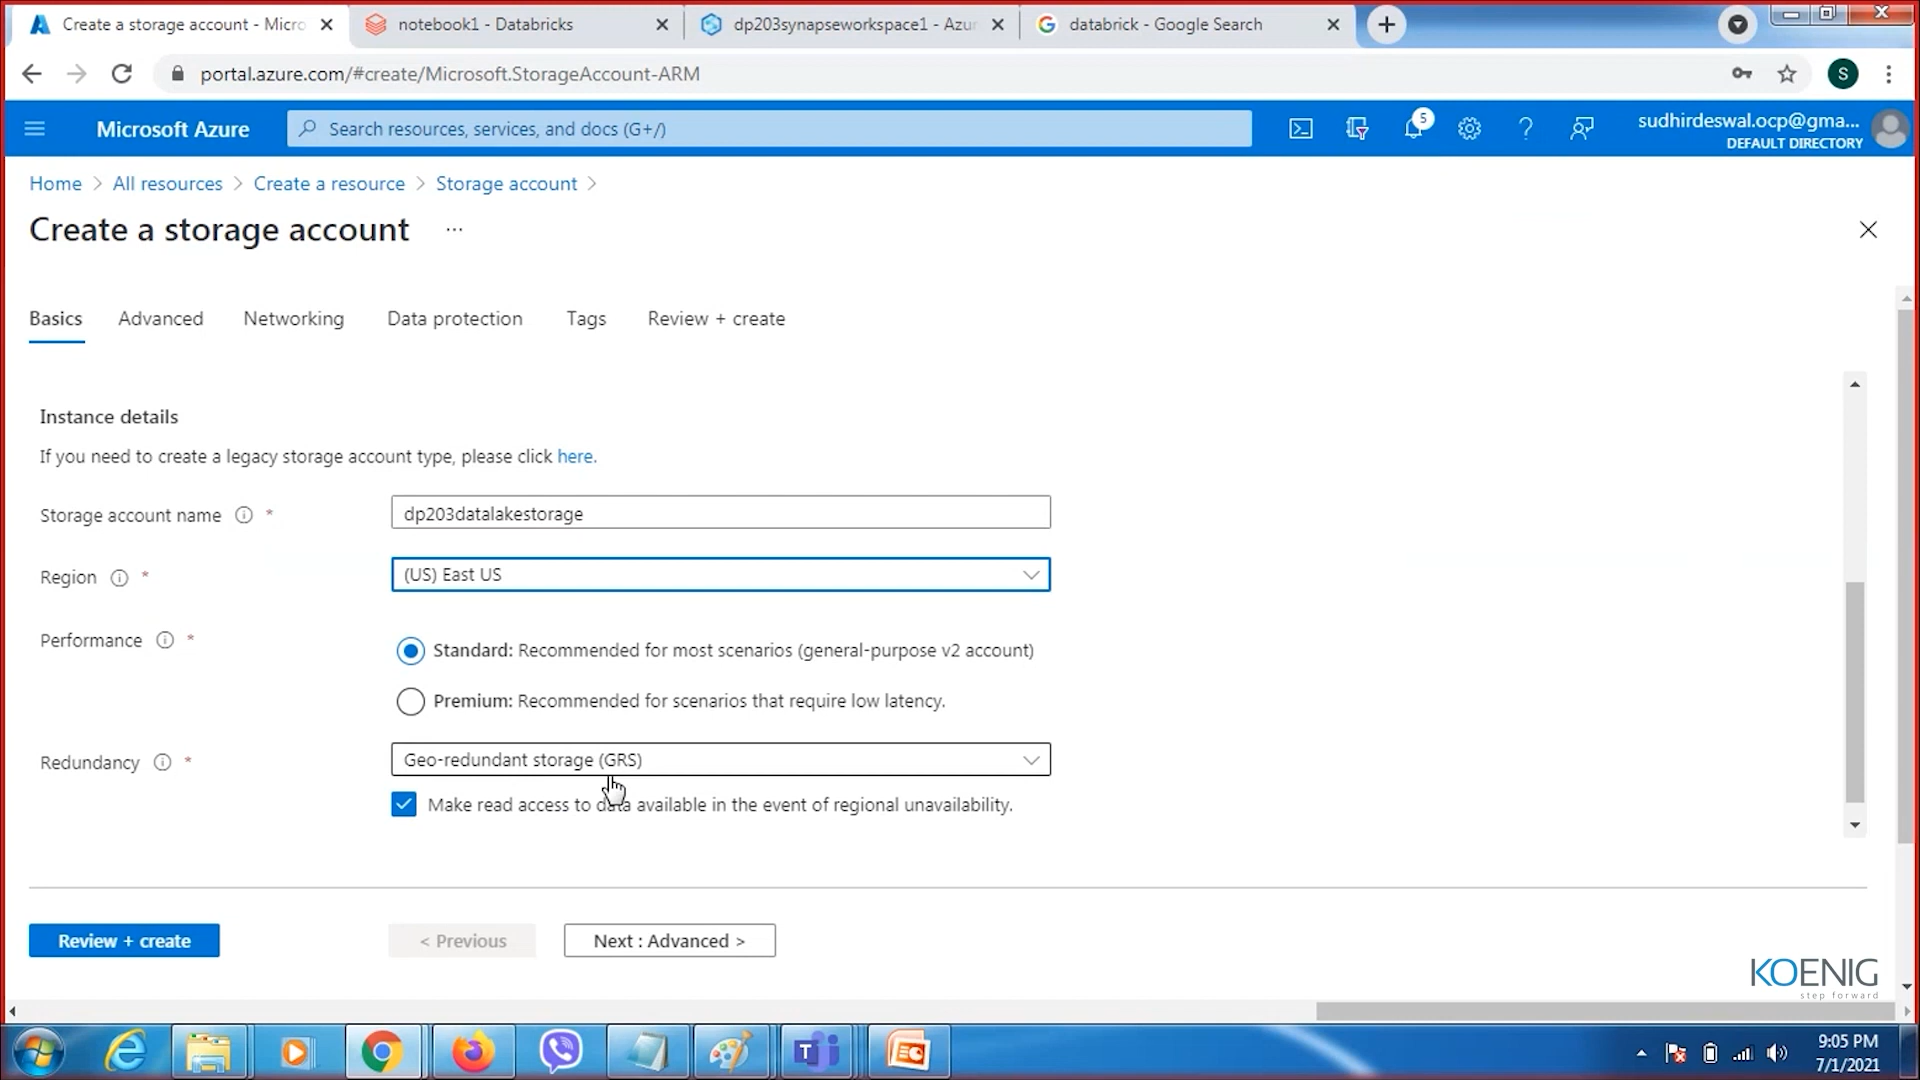 Create a storage account - Micro
notebook1 - Databricks
dp203synapseworkspace1 - Azur
databrick - Google Search
portal.azure.com/#create/Microsoft.StorageAccount-ARM
S
Microsoft Azure
Search resources, services, and docs (G+/)
5
sudhirdeswal.ocp@gma...
DEFAULT DIRECTORY
Home > All resources > Create a resource > Storage account >
Create a storage account ...
Basics Advanced Networking Data protection Tags Review + create
Instance details
If you need to create a legacy storage account type, please click here.
Storage account name * dp203datalakestorage
Region * (US) East US
Performance * Standard: Recommended for most scenarios (general-purpose v2 account)
Premium: Recommended for scenarios that require low latency.
Redundancy * Geo-redundant storage (GRS)
Make read access to data available in the event of regional unavailability.
Review + create < Previous Next : Advanced >
KOENIG
step forward
9:05 PM
7/1/2021